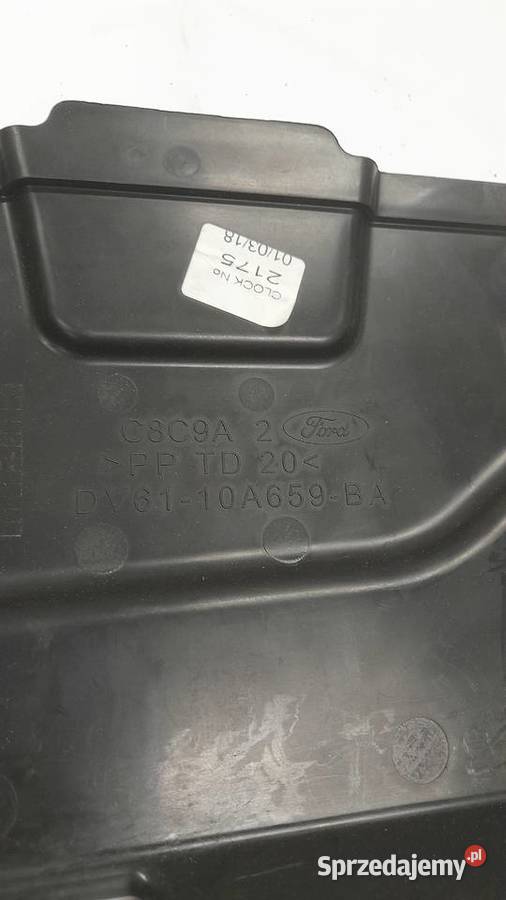 CLOCK No
2175
01/03/18
C8C9A 2 Ford
>PP TD 20<
DV61-10A659-BA
Sprzedajemy.pl